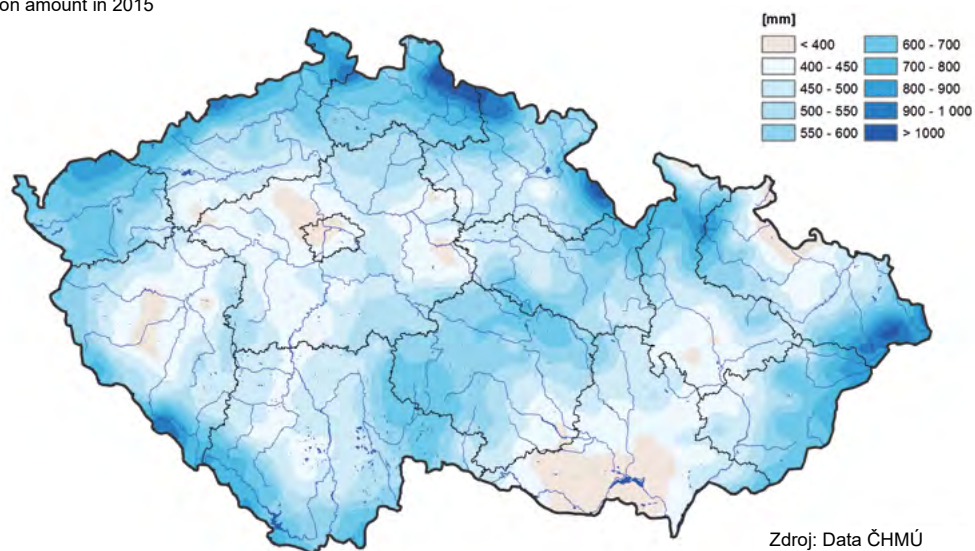 on amount in 2015
[mm]
< 400
400 - 450
450 - 500
500 - 550
550 - 600
600 - 700
700 - 800
800 - 900
900 - 1 000
> 1000
Zdroj: Data ČHMÚ